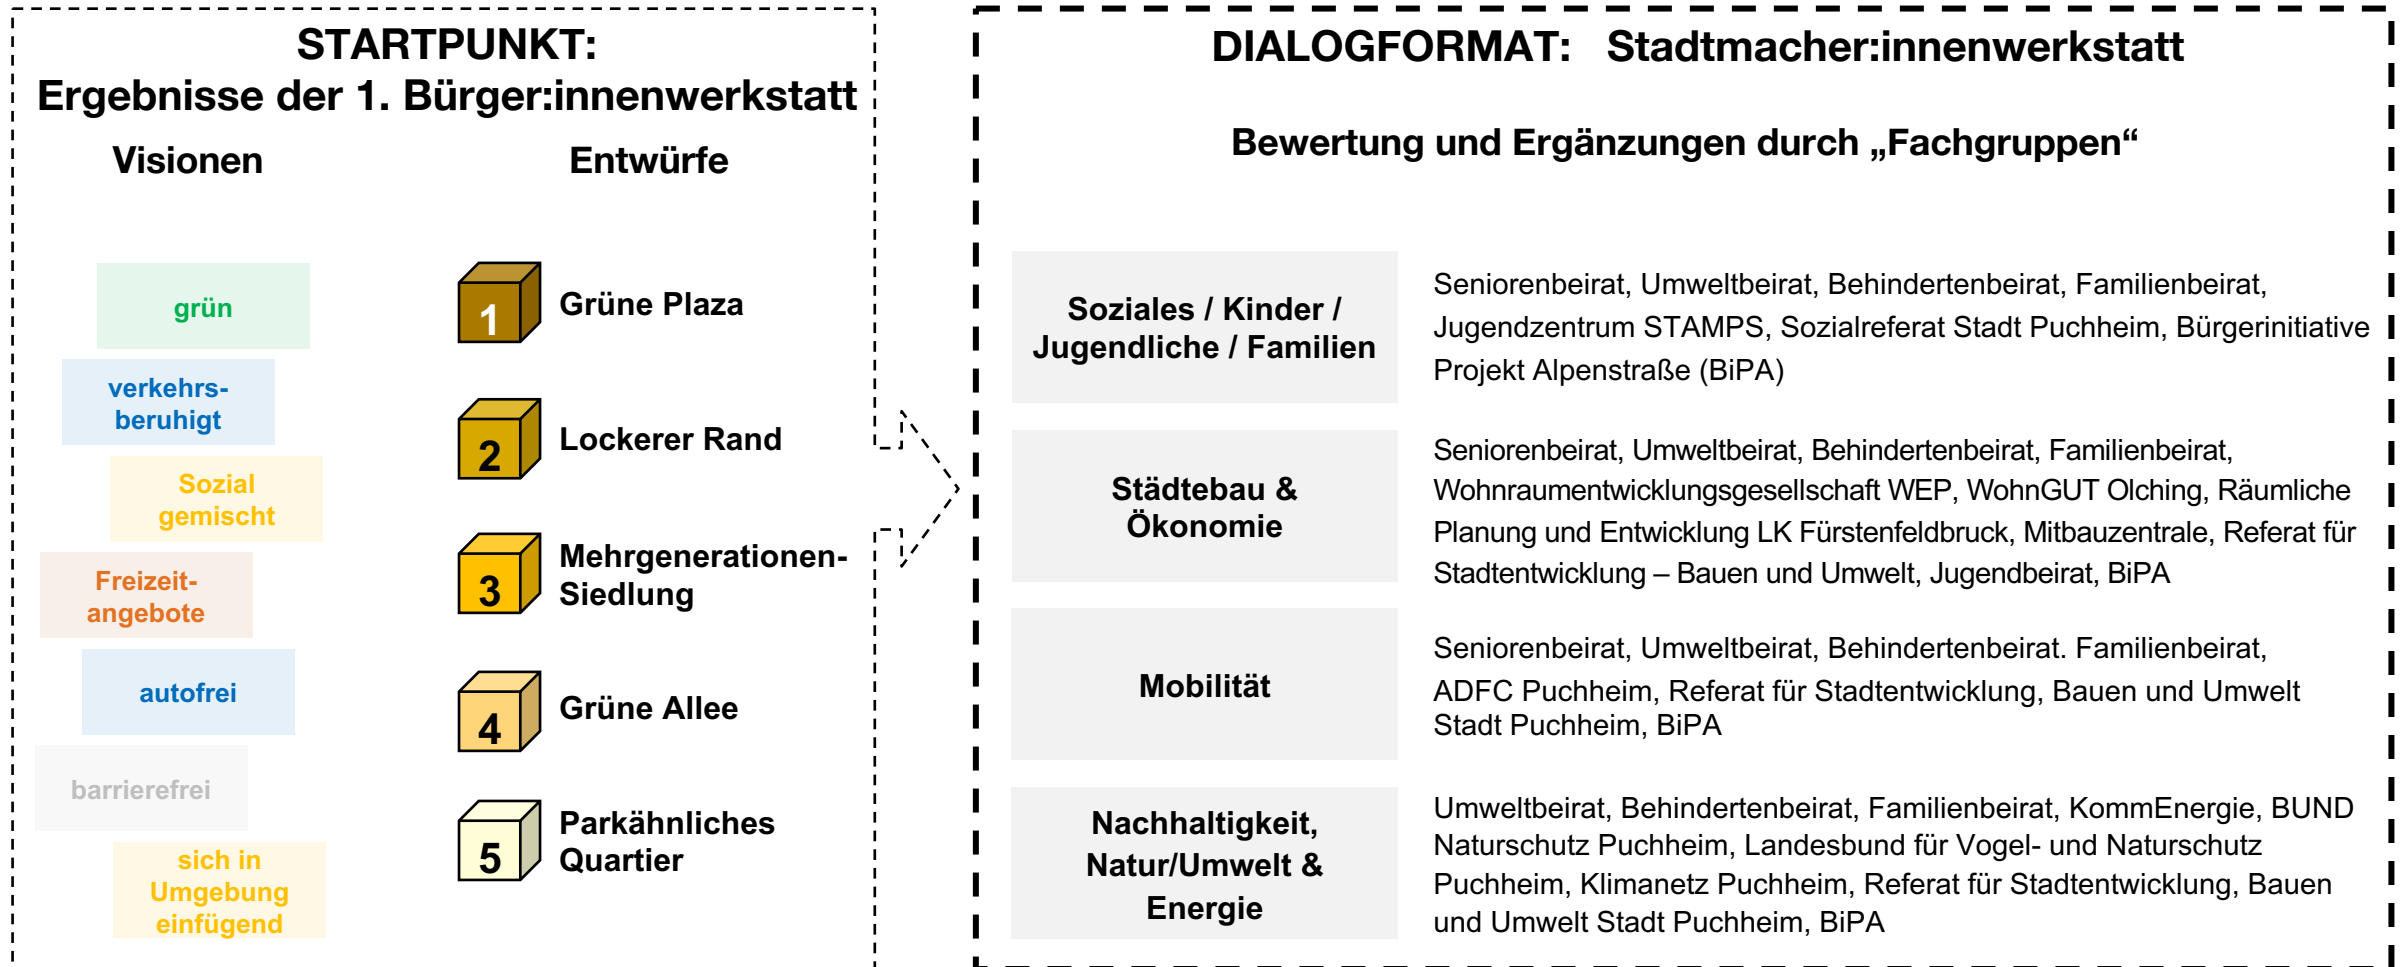 STARTPUNKT:
Ergebnisse der 1. Bürger:innenwerkstatt
Visionen
grün
verkehrs-
beruhigt
Sozial
gemischt
Freizeit-
angebote
autofrei
barrierefrei
sich in
Umgebung
einfügend
Entwürfe
1
Grüne Plaza
2
Lockerer Rand
3
Mehrgenerationen-
Siedlung
4
Grüne Allee
5
Parkähnliches
Quartier
DIALOGFORMAT: Stadtmacher:innenwerkstatt
Bewertung und Ergänzungen durch „Fachgruppen“
Soziales / Kinder /
Jugendliche / Familien
Seniorenbeirat, Umweltbeirat, Behindertenbeirat, Familienbeirat,
Jugendzentrum STAMPS, Sozialreferat Stadt Puchheim, Bürgerinitiative
Projekt Alpenstraße (BiPA)
Städtebau &
Ökonomie
Seniorenbeirat, Umweltbeirat, Behindertenbeirat, Familienbeirat,
Wohnraumentwicklungsgesellschaft WEP, WohnGUT Olching, Räumliche
Planung und Entwicklung LK Fürstenfeldbruck, Mitbauzentrale, Referat für
Stadtentwicklung – Bauen und Umwelt, Jugendbeirat, BiPA
Mobilität
Seniorenbeirat, Umweltbeirat, Behindertenbeirat. Familienbeirat,
ADFC Puchheim, Referat für Stadtentwicklung, Bauen und Umwelt
Stadt Puchheim, BiPA
Nachhaltigkeit,
Natur/Umwelt &
Energie
Umweltbeirat, Behindertenbeirat, Familienbeirat, KommEnergie, BUND
Naturschutz Puchheim, Landesbund für Vogel- und Naturschutz
Puchheim, Klimanetz Puchheim, Referat für Stadtentwicklung, Bauen
und Umwelt Stadt Puchheim, BiPA